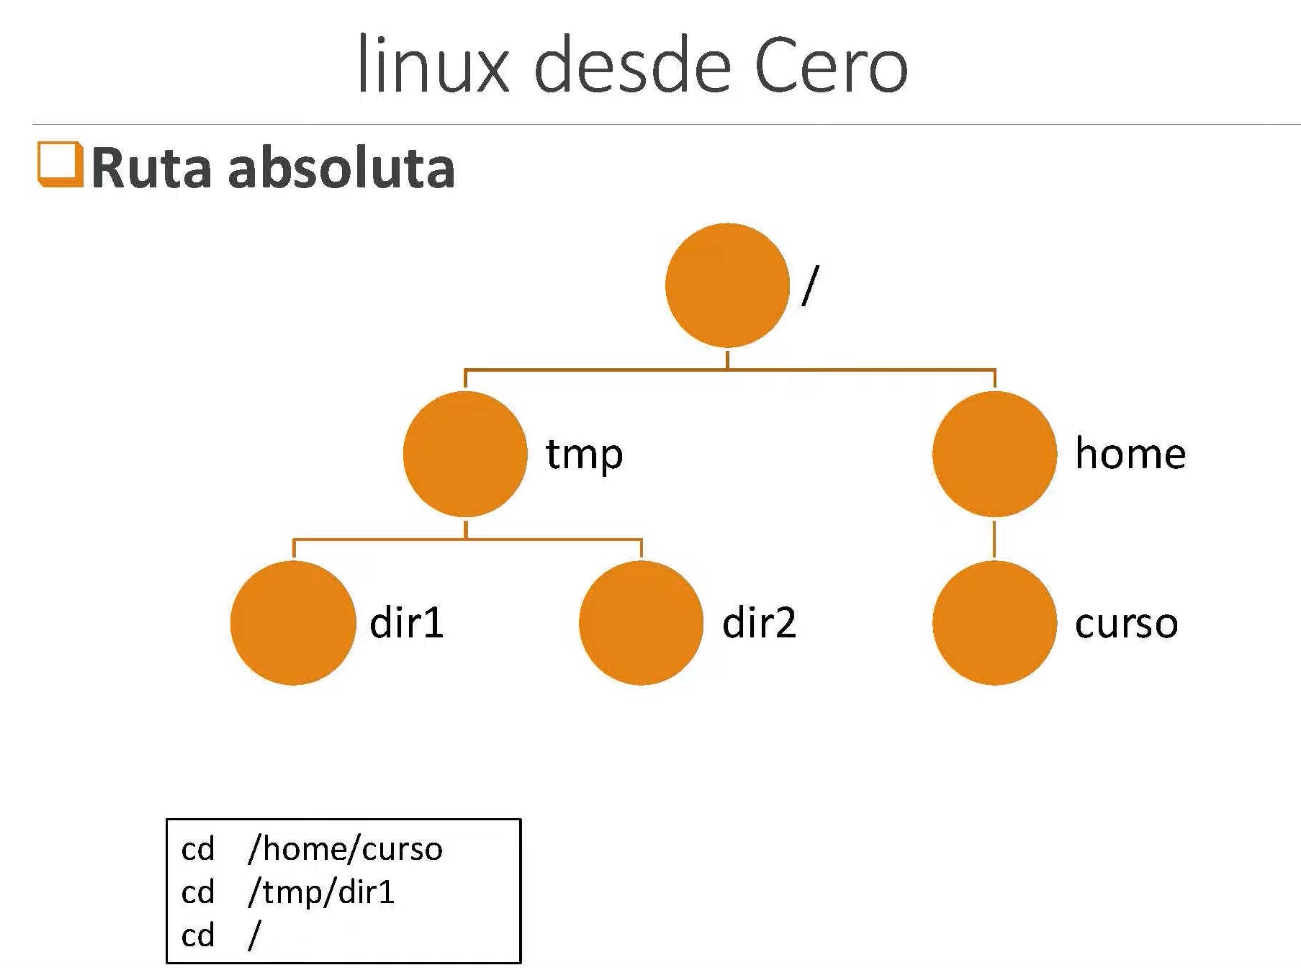 linux desde Cero
Ruta absoluta
/
tmp
home
dir1
dir2
curso
cd /home/curso
cd /tmp/dir1
cd /